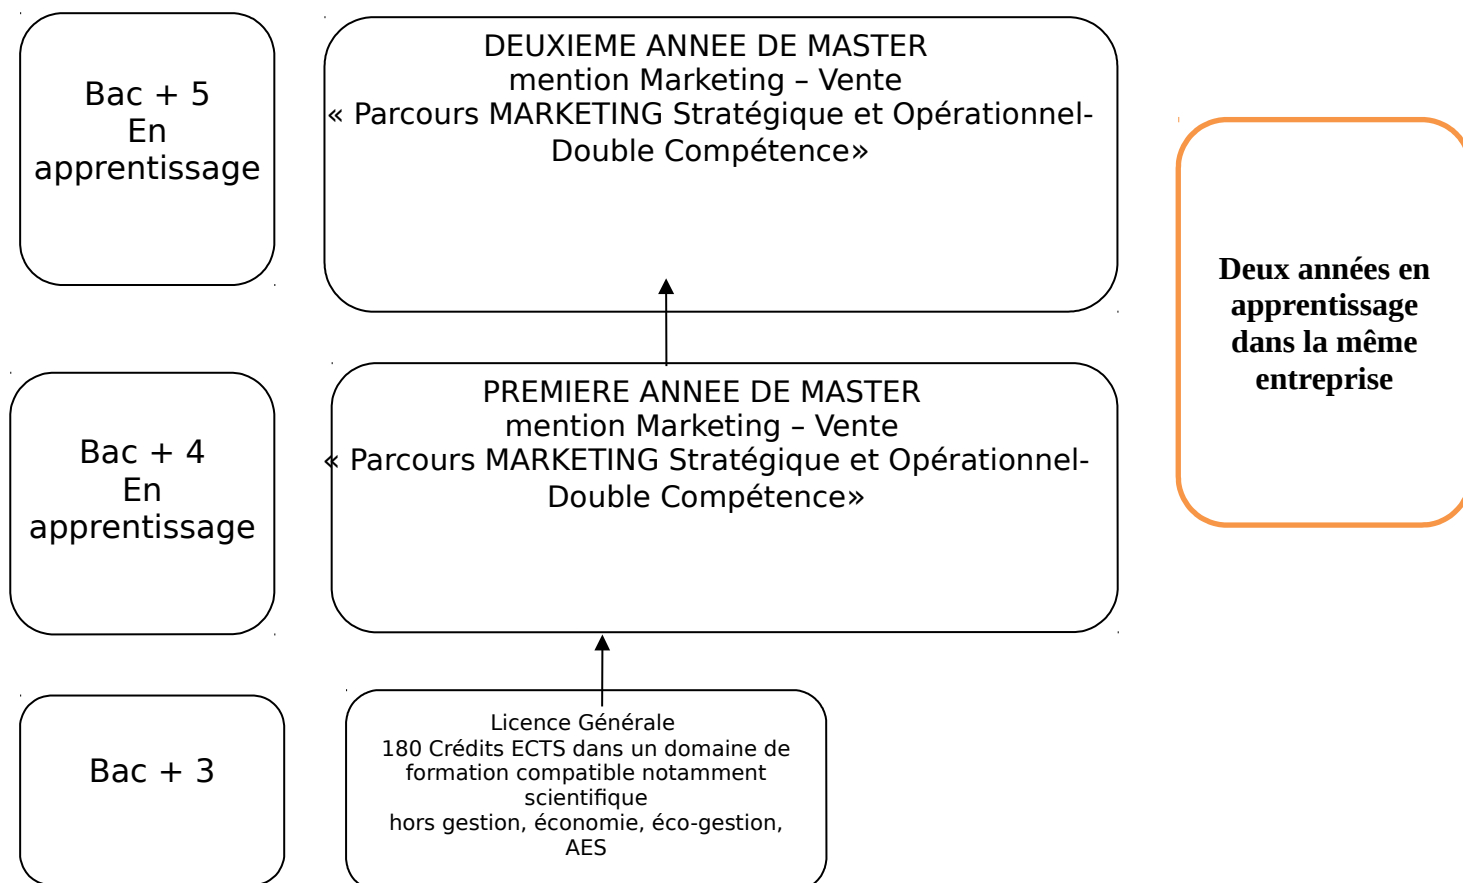 Bac + 5
En
apprentissage
DEUXIEME ANNEE DE MASTER
mention Marketing – Vente
« Parcours MARKETING Stratégique et Opérationnel-
Double Compétence»
Deux années en
apprentissage
dans la même
entreprise
Bac + 4
En
apprentissage
PREMIERE ANNEE DE MASTER
mention Marketing – Vente
« Parcours MARKETING Stratégique et Opérationnel-
Double Compétence»
Bac + 3
Licence Générale
180 Crédits ECTS dans un domaine de
formation compatible notamment
scientifique
hors gestion, économie, éco-gestion,
AES